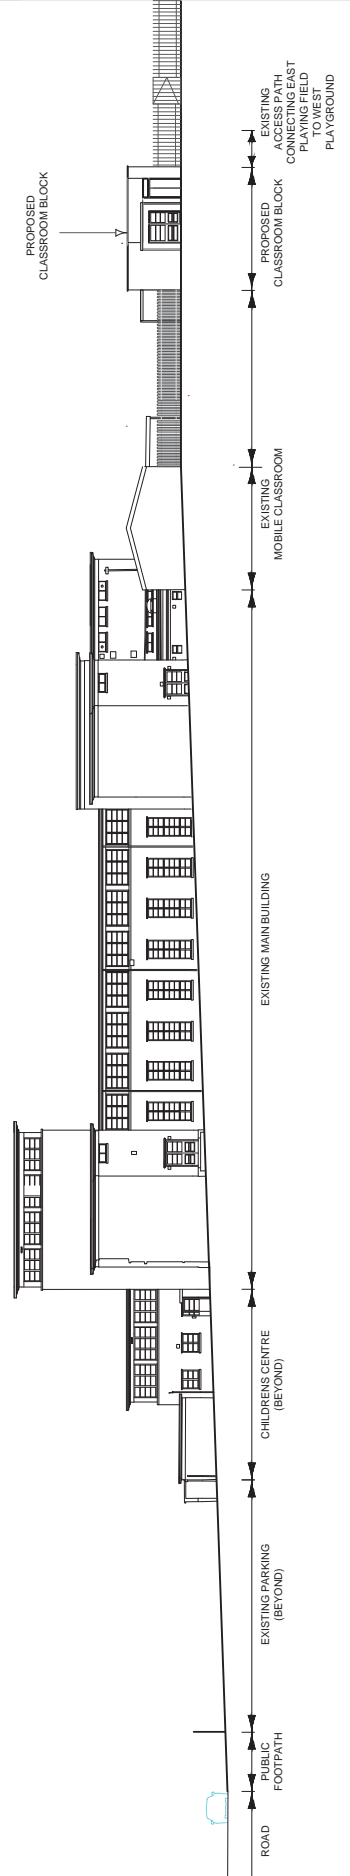 PROPOSED
CLASSROOM BLOCK
ROAD
PUBLIC
FOOTPATH
EXISTING PARKING
(BEYOND)
CHILDRENS CENTRE
(BEYOND)
EXISTING MAIN BUILDING
EXISTING
MOBILE CLASSROOM
PROPOSED
CLASSROOM BLOCK
EXISTING
ACCESS PATH
CONNECTING EAST
PLAYING FIELD
TO WEST
PLAYGROUND